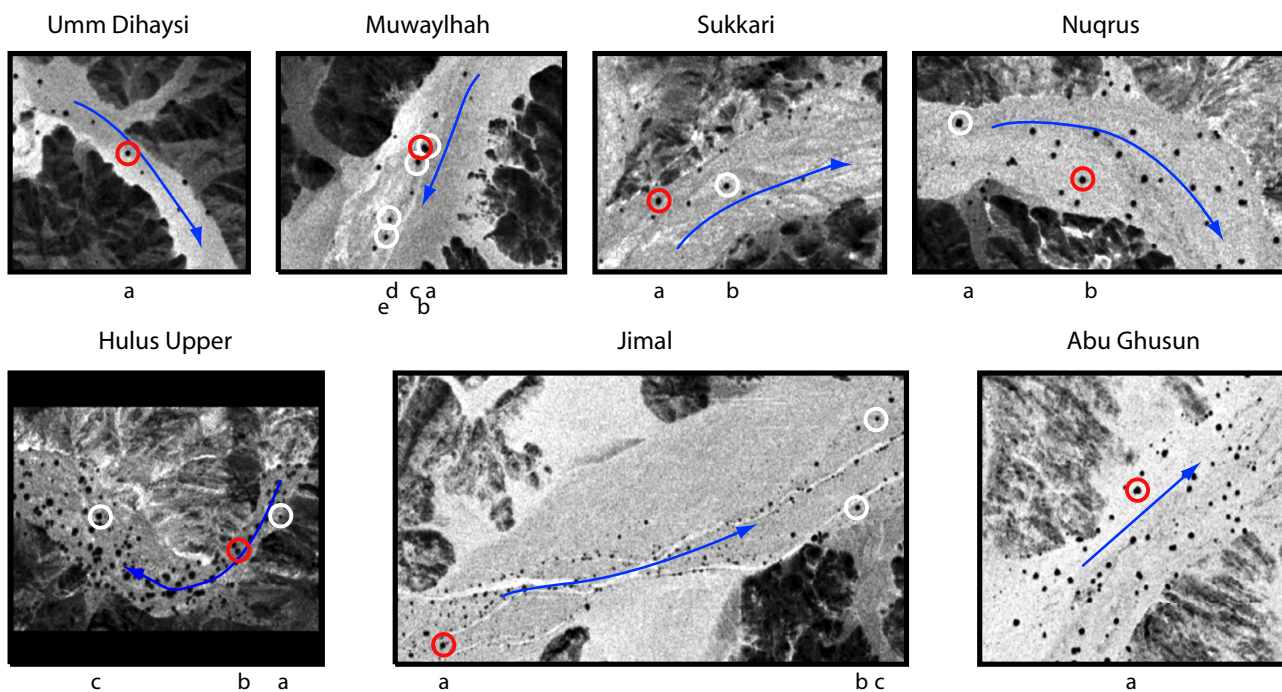 Umm Dihaysi
Muwaylhah
Sukkari
Nuqrus
a
d c a
e b
a b
a b
Hulus Upper
Jimal
Abu Ghusun
c b a
a b c
a